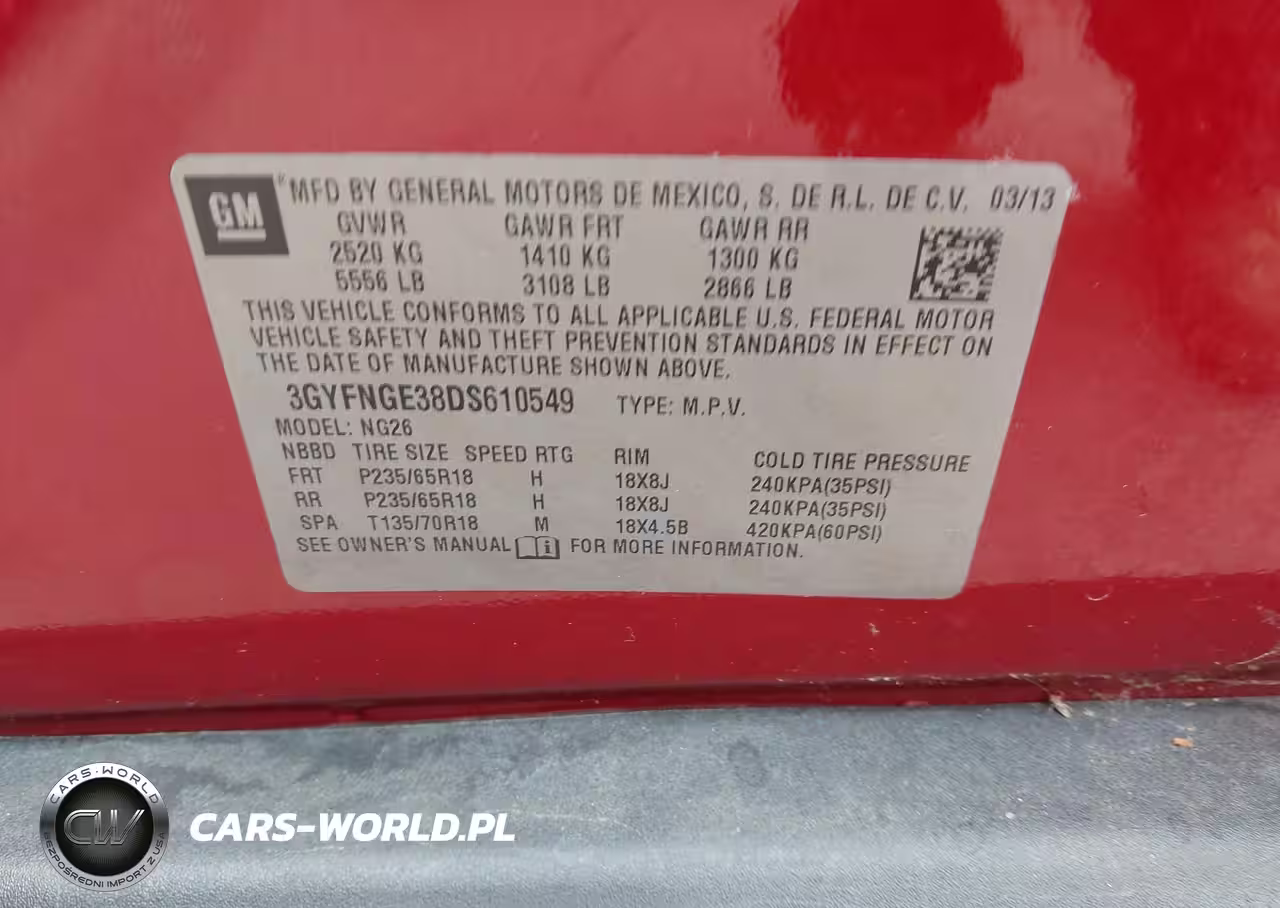 GM
MFD BY GENERAL MOTORS DE MEXICO, S. DE R.L. DE C.V. 03/13
GVWR GAWR FRT GAWR RR
2520 KG 1410 KG 1300 KG
5556 LB 3108 LB 2866 LB
THIS VEHICLE CONFORMS TO ALL APPLICABLE U.S. FEDERAL MOTOR
VEHICLE SAFETY AND THEFT PREVENTION STANDARDS IN EFFECT ON
THE DATE OF MANUFACTURE SHOWN ABOVE.
3GYFNGE38DS610549 TYPE: M.P.V.
MODEL: NG26
NBBD TIRE SIZE SPEED RTG RIM COLD TIRE PRESSURE
FRT P235/65R18 H 18X8J 240KPA(35PSI)
RR P235/65R18 H 18X8J 240KPA(35PSI)
SPA T135/70R18 M 18X4.5B 420KPA(60PSI)
SEE OWNER'S MANUAL FOR MORE INFORMATION.
CARS-WORLD
CW
BEZPOŚREDNI IMPORT Z USA
CARS-WORLD.PL